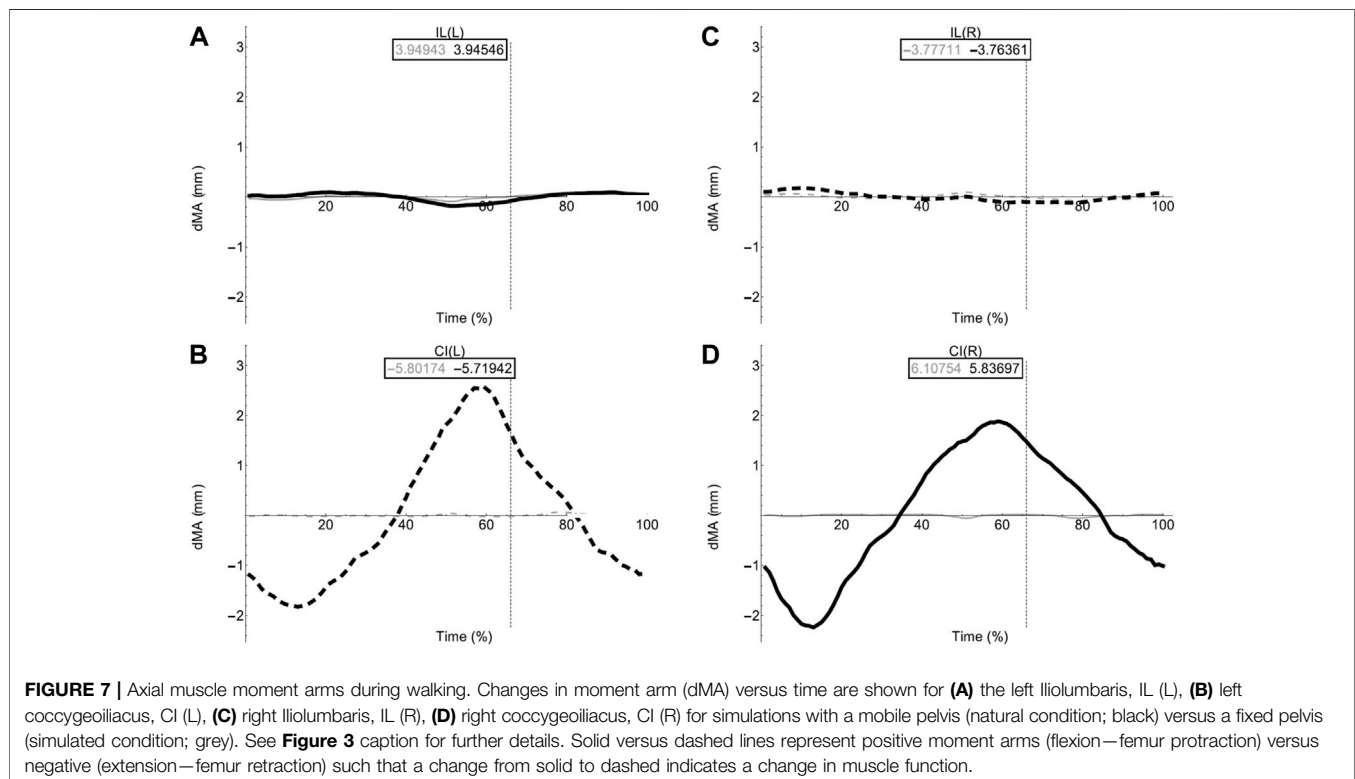 A
IL(L)
3.94943 3.94546
3
2
1
-1
-2
20 40 60 80 100
dMA (mm)
Time (%)
C
IL(R)
−3.77711 −3.76361
3
2
1
-1
-2
20 40 60 80 100
dMA (mm)
Time (%)
B
CI(L)
−5.80174 −5.71942
3
2
1
-1
-2
20 40 60 80 100
dMA (mm)
Time (%)
D
CI(R)
6.10754 5.83697
3
2
1
-1
-2
20 40 60 80 100
dMA (mm)
Time (%)
FIGURE 7 | Axial muscle moment arms during walking. Changes in moment arm (dMA) versus time are shown for (A) the left Iliolumbaris, IL (L), (B) left
coccygeoiliacus, CI (L), (C) right Iliolumbaris, IL (R), (D) right coccygeoiliacus, CI (R) for simulations with a mobile pelvis (natural condition; black) versus a fixed pelvis
(simulated condition; grey). See Figure 3 caption for further details. Solid versus dashed lines represent positive moment arms (flexion—femur protraction) versus
negative (extension—femur retraction) such that a change from solid to dashed indicates a change in muscle function.